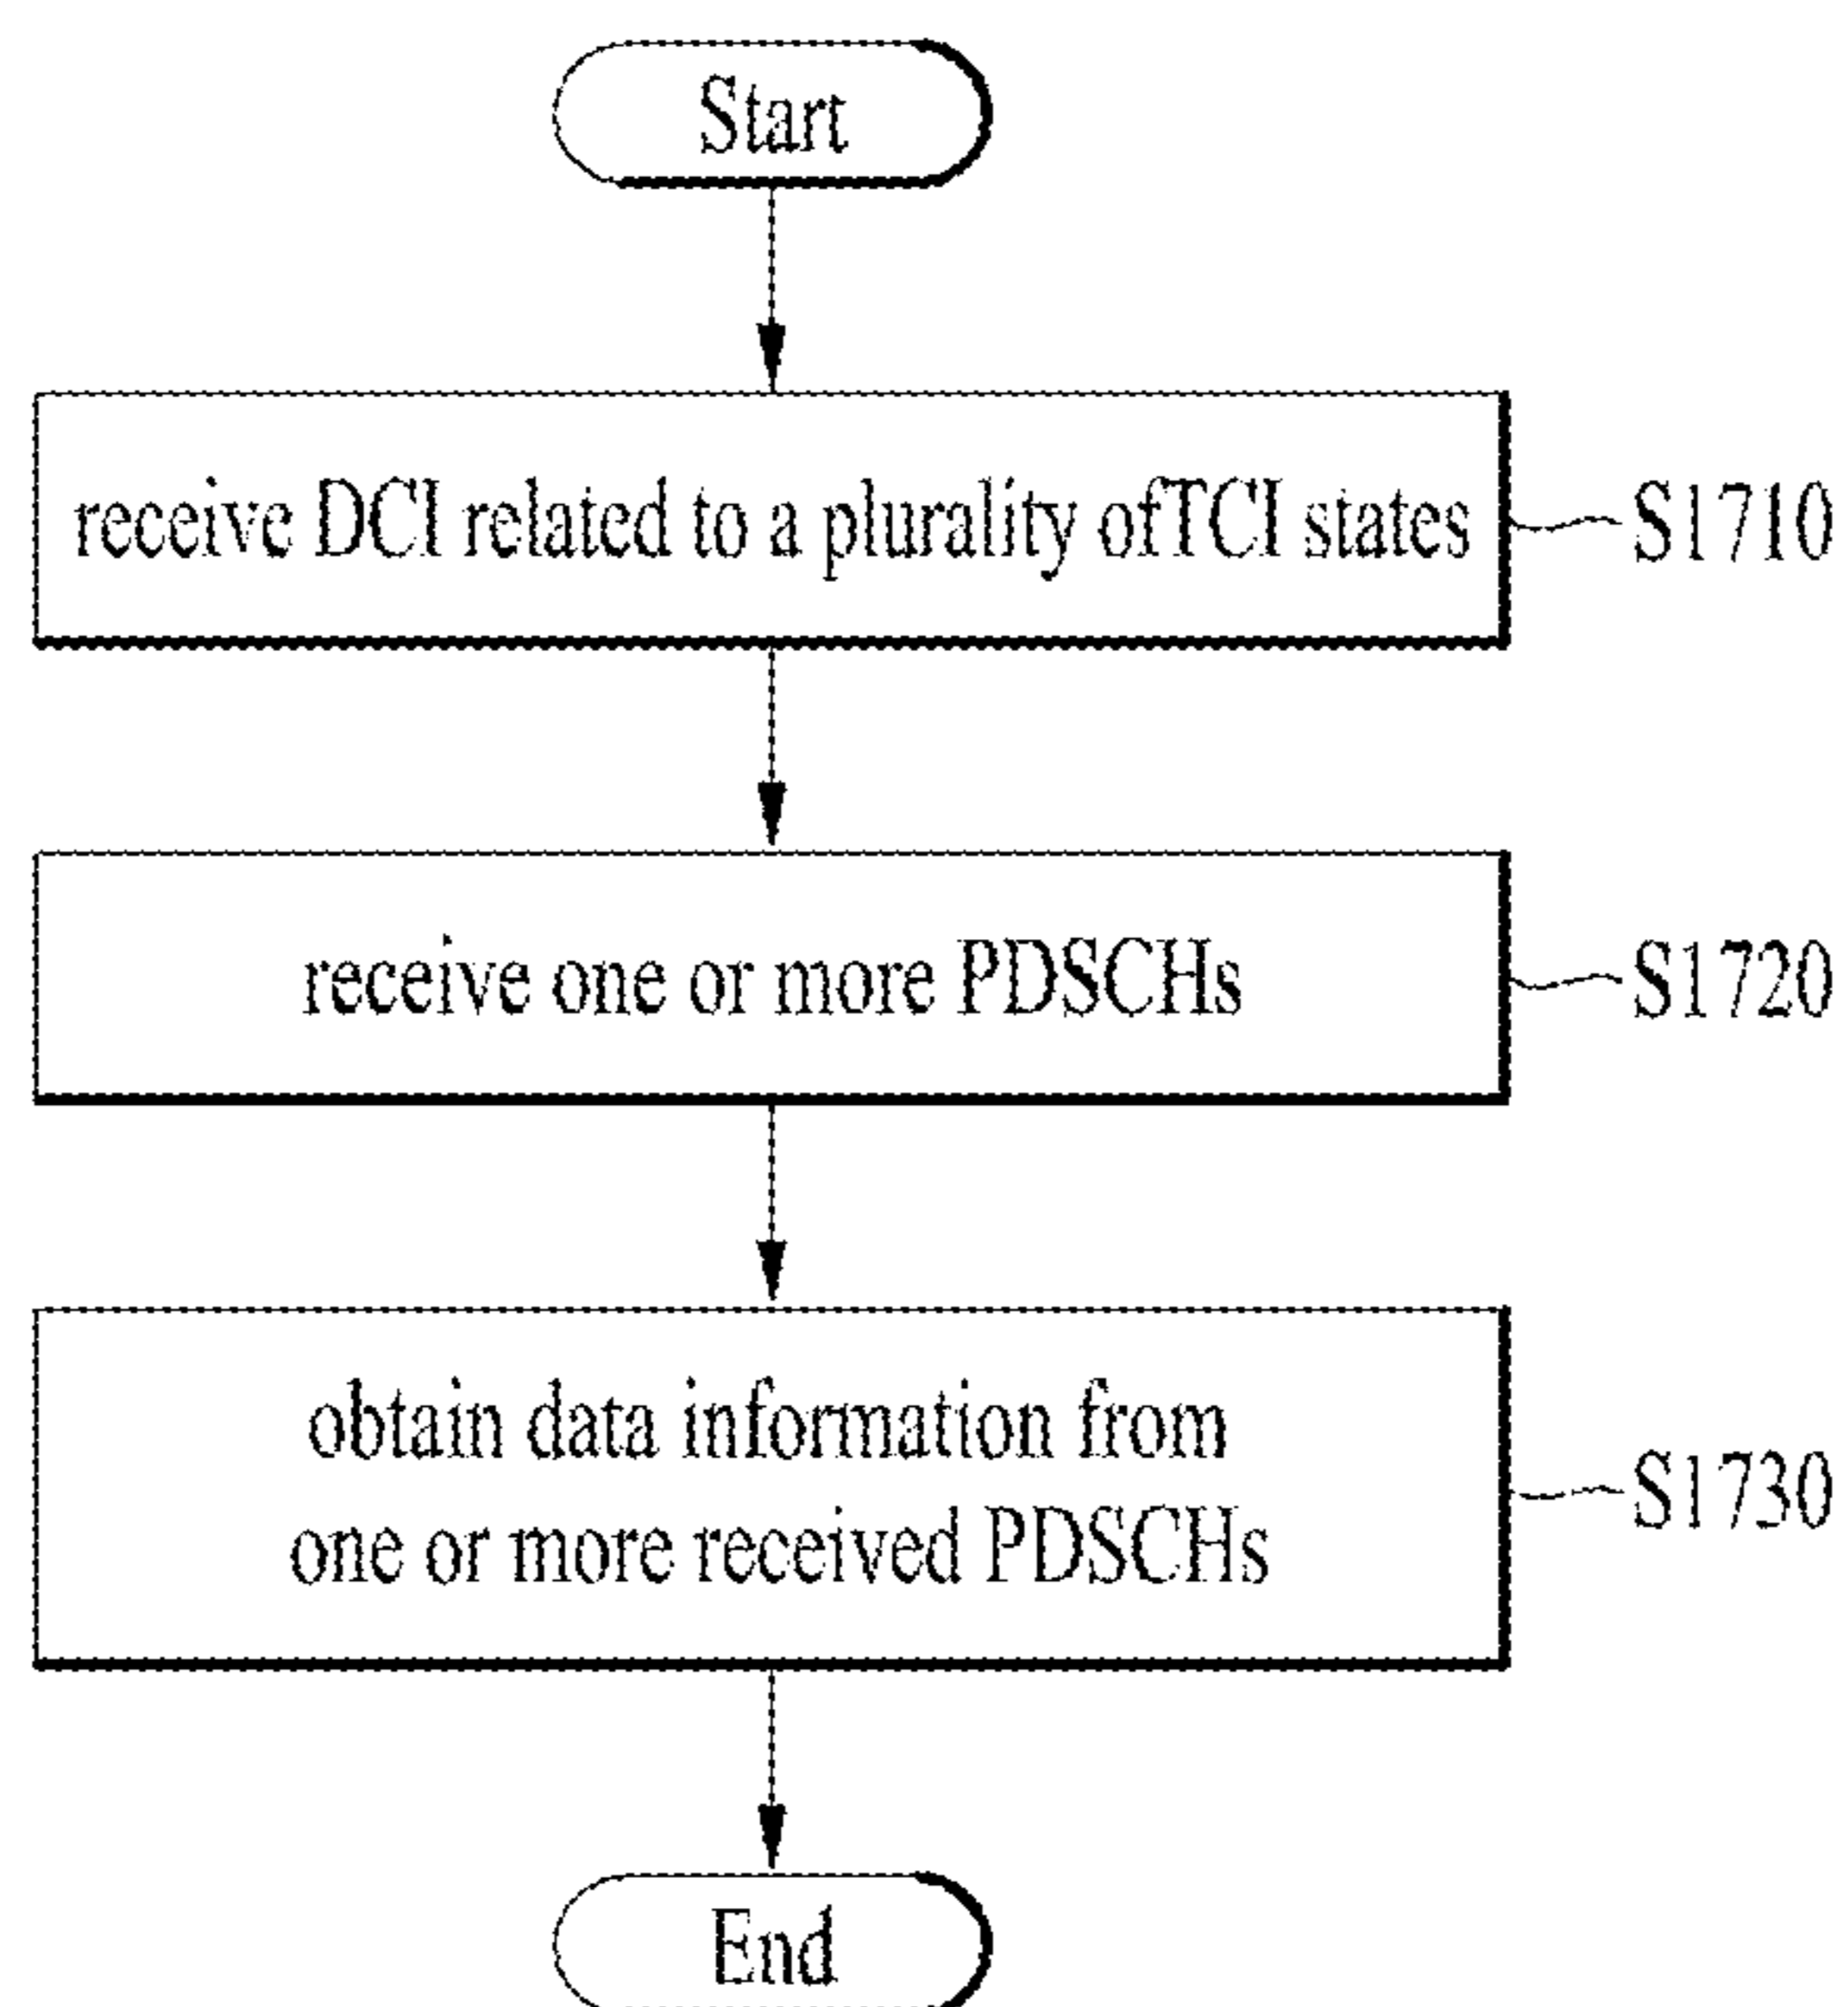 Start
receive DCI related to a plurality ofTCI states
S1710
receive one or more PDSCHs
S1720
obtain data information from
one or more received PDSCHs
S1730
End